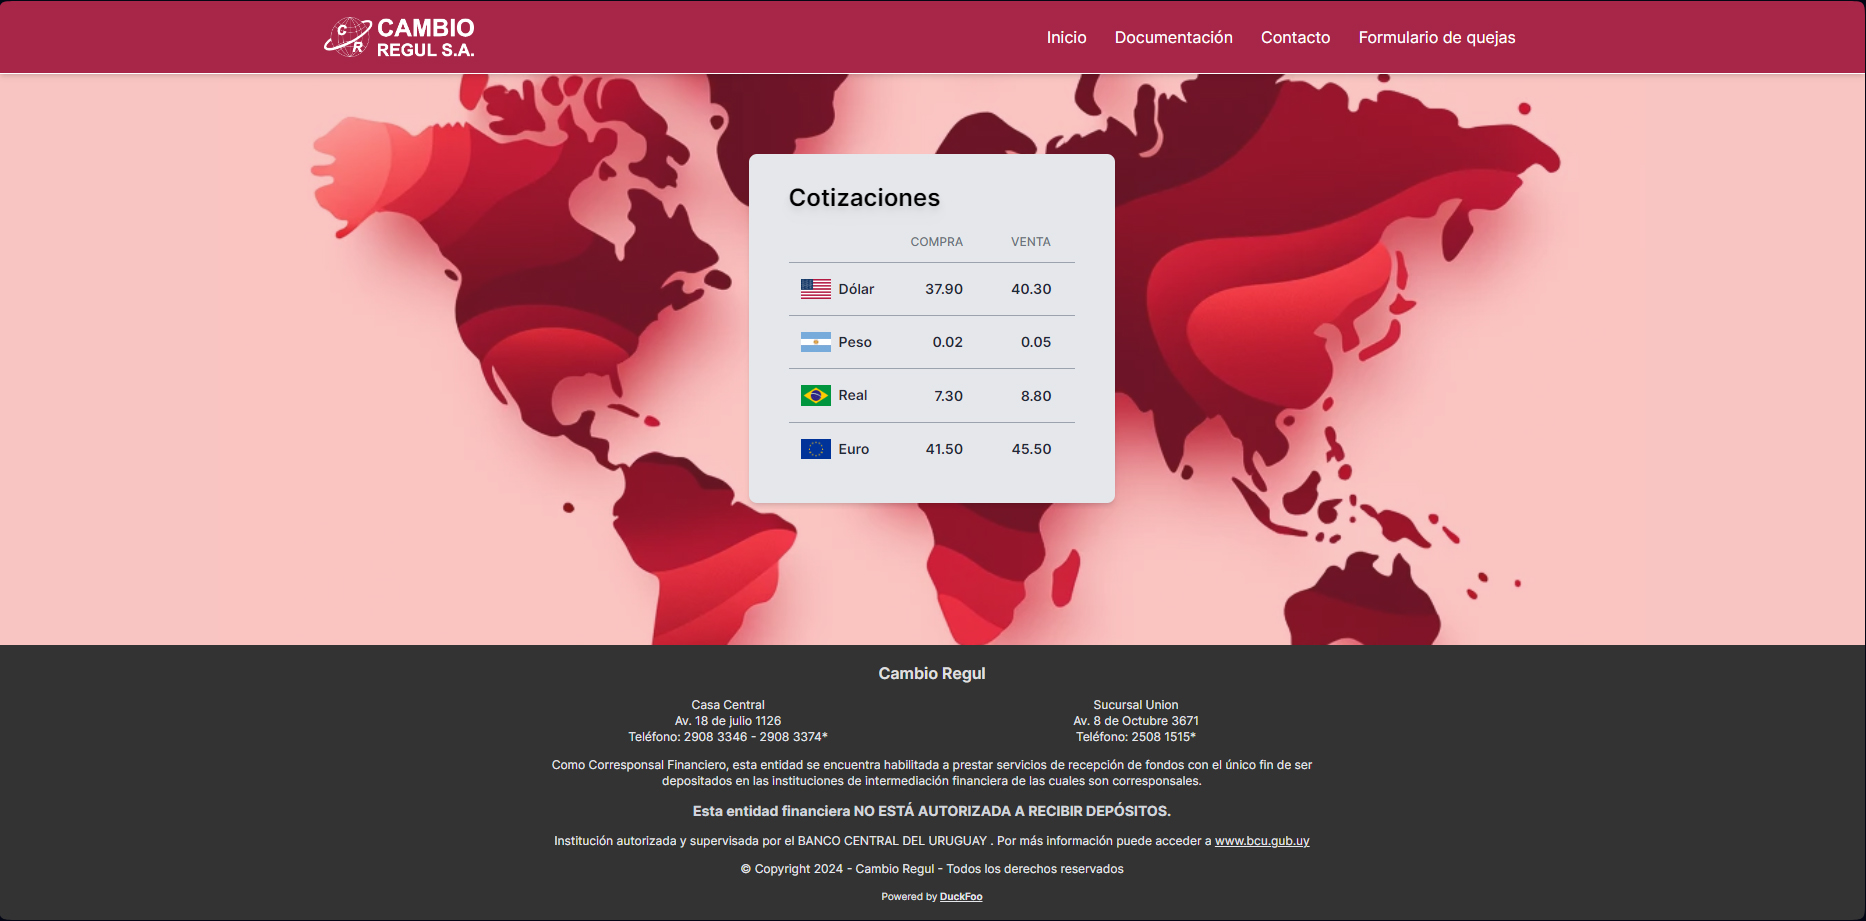 C R CAMBIO
REGUL S.A.
Inicio Documentación Contacto Formulario de quejas
Cotizaciones
COMPRA VENTA
Dólar 37.90 40.30
Peso 0.02 0.05
Real 7.30 8.80
Euro 41.50 45.50
Cambio Regul
Casa Central
Av. 18 de julio 1126
Teléfono: 2908 3346 - 2908 3374*
Sucursal Union
Av. 8 de Octubre 3671
Teléfono: 2508 1515*
Como Corresponsal Financiero, esta entidad se encuentra habilitada a prestar servicios de recepción de fondos con el único fin de ser
depositados en las instituciones de intermediación financiera de las cuales son corresponsales.
Esta entidad financiera NO ESTÁ AUTORIZADA A RECIBIR DEPÓSITOS.
Institución autorizada y supervisada por el BANCO CENTRAL DEL URUGUAY . Por más información puede acceder a www.bcu.gub.uy
© Copyright 2024 - Cambio Regul - Todos los derechos reservados
Powered by DuckFoo